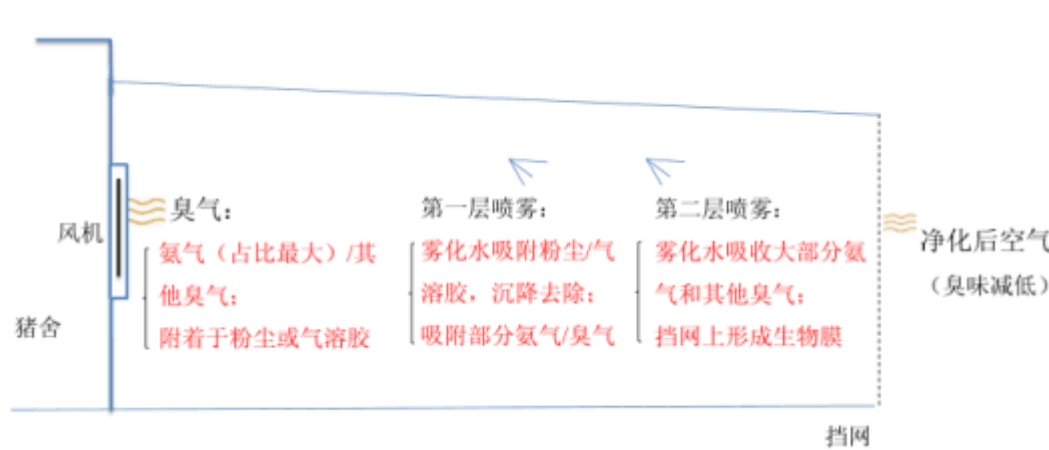 风机
猪舍
臭气：
氨气（占比最大）/其
他臭气；
附着于粉尘或气溶胶
第一层喷雾：
雾化水吸附粉尘/气
溶胶，沉降去除；
吸附部分氨气/臭气
第二层喷雾：
雾化水吸收大部分氨
气和其他臭气；
挡网上形成生物膜
净化后空气
（臭味减低）
挡网